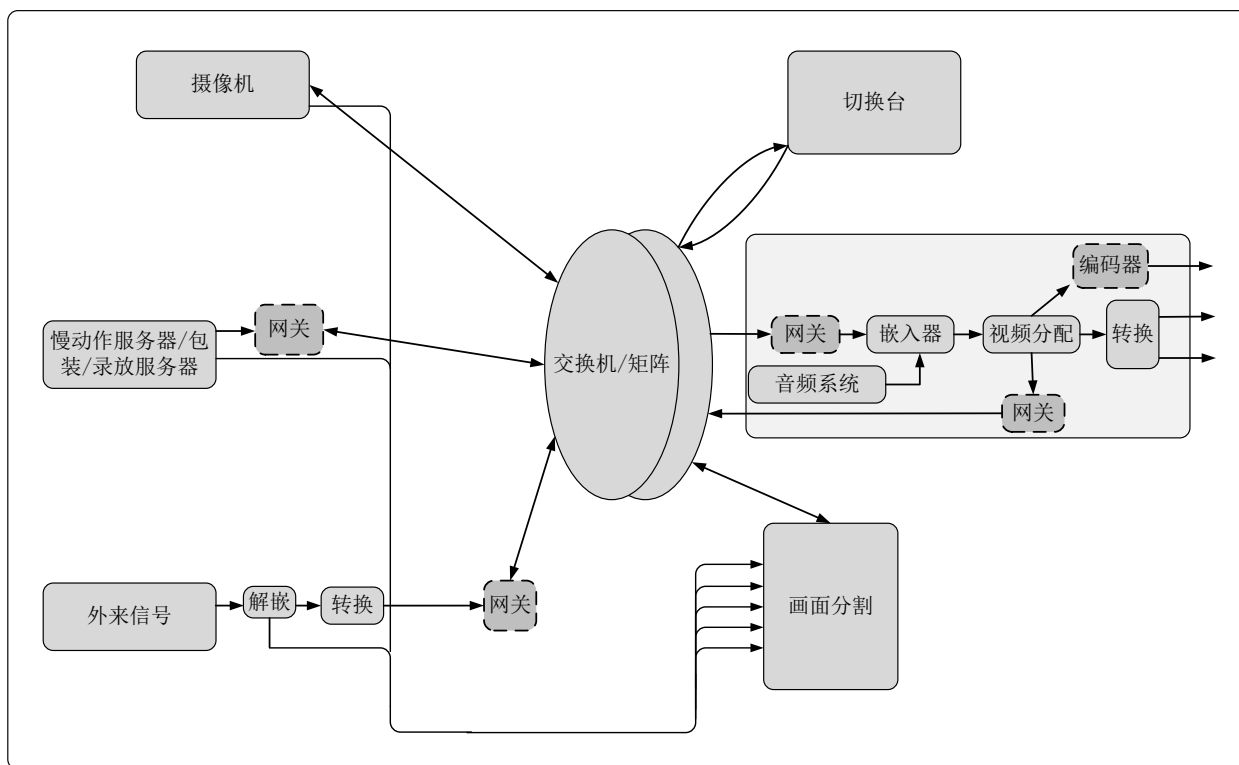 摄像机
切换台
编码器
慢动作服务器/包
装/录放服务器
网关
交换机/矩阵
网关
嵌入器
视频分配
转换
音频系统
网关
外来信号
解嵌
转换
网关
画面分割